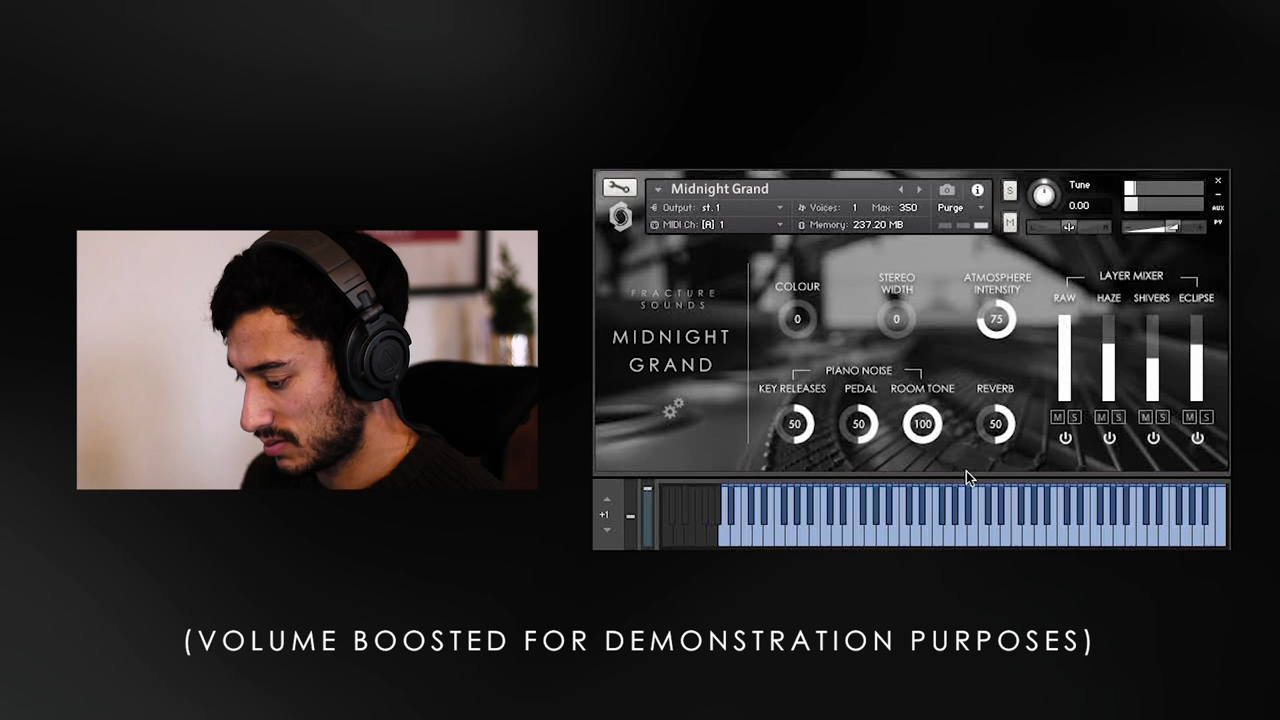 Midnight Grand
Output: st.1
Voices: 1 Max: 350
Purge
MIDI Ch: [A] 1
Memory: 237.20 MB
S
M
Tune
0.00
×
AUX
PV
FRACTURE
SOUNDS
MIDNIGHT
GRAND
COLOUR
0
STEREO
WIDTH
0
ATMOSPHERE
INTENSITY
75
PIANO NOISE
KEY RELEASES
PEDAL
ROOM TONE
REVERB
50
50
100
50
LAYER MIXER
RAW
HAZE
SHIVERS
ECLIPSE
M S
M S
M S
M S
+1
(VOLUME BOOSTED FOR DEMONSTRATION PURPOSES)